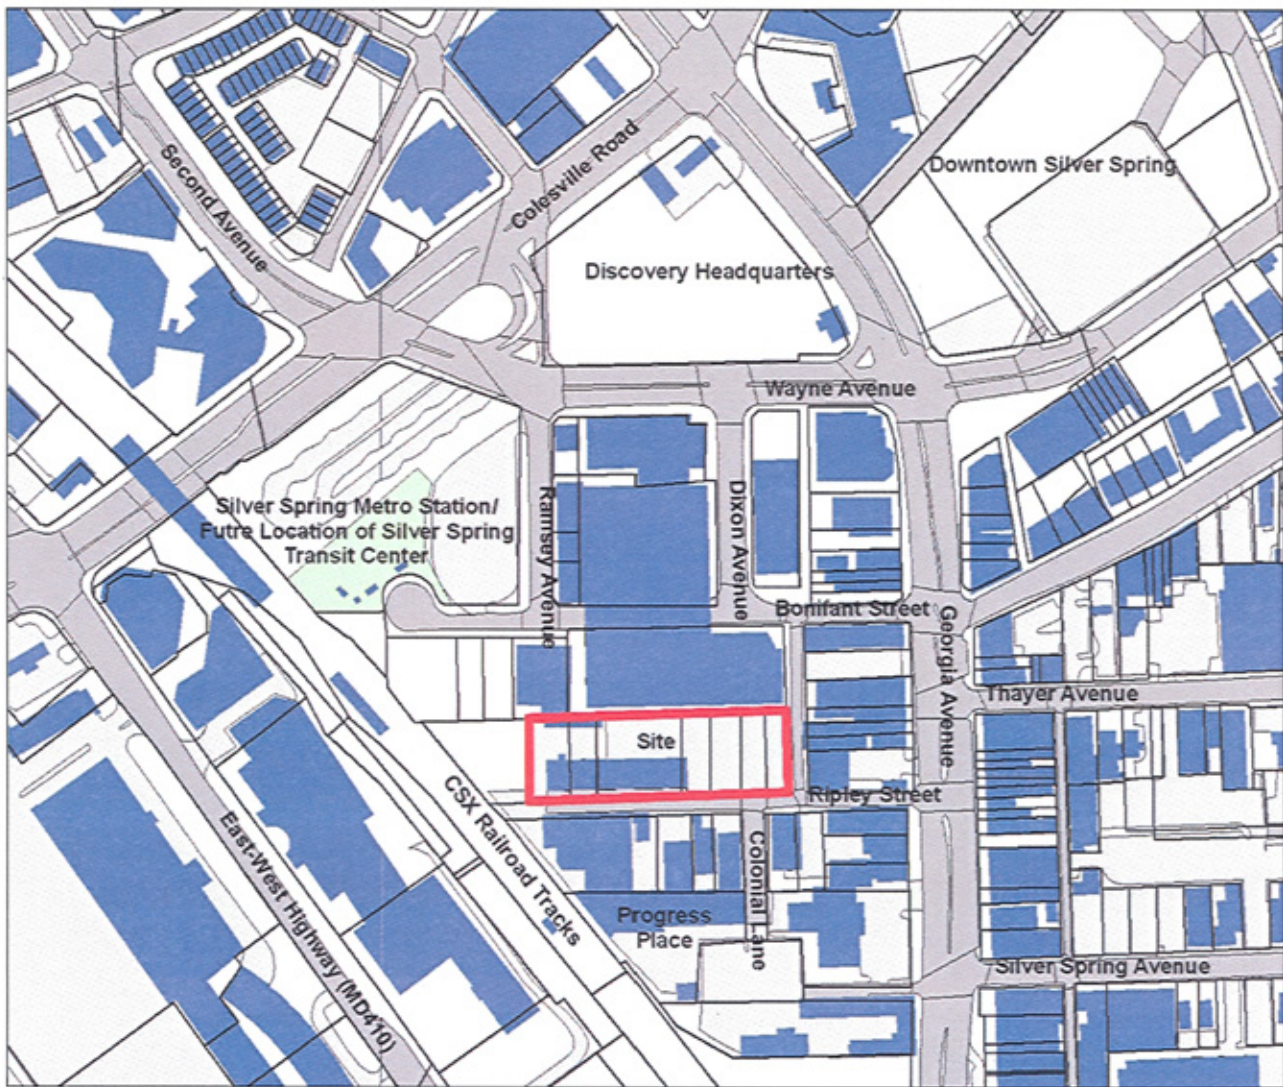 Second Avenue
Colesville Road
Downtown Silver Spring
Discovery Headquarters
Wayne Avenue
Silver Spring Metro Station/
Futre Location of Silver Spring
Transit Center
Ramsey Avenue
Dixon Avenue
Bonifant Street
Georgia Avenue
Thayer Avenue
Site
Ripley Street
CSX Railroad Tracks
East-West Highway (MD410)
Colonial Lane
Progress
Place
Silver Spring Avenue